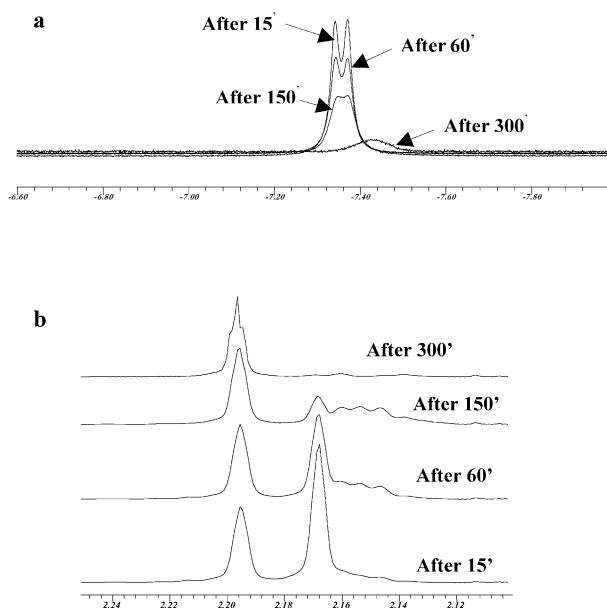 a
After 15'
After 60'
After 150'
After 300'
-6.60 -6.80 -7.00 -7.20 -7.40 -7.60 -7.80
b
After 300’
After 150’
After 60’
After 15’
2.24 2.22 2.20 2.18 2.16 2.14 2.12